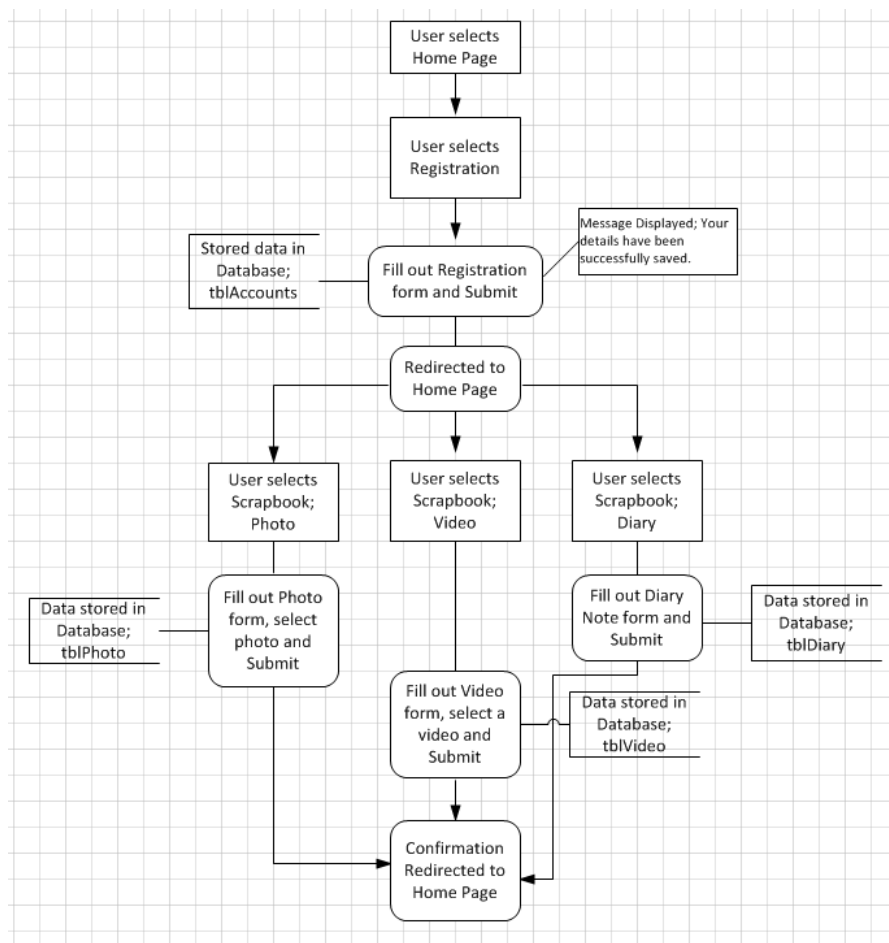 User selects
Home Page
User selects
Registration
Message Displayed; Your
details have been
successfully saved.
Stored data in
Database;
tblAccounts
Fill out Registration
form and Submit
Redirected to
Home Page
User selects
Scrapbook;
Photo
User selects
Scrapbook;
Video
User selects
Scrapbook;
Diary
Data stored in
Database;
tblPhoto
Fill out Photo
form, select
photo and
Submit
Fill out Diary
Note form and
Submit
Data stored in
Database;
tblDiary
Fill out Video
form, select a
video and
Submit
Data stored in
Database;
tblVideo
Confirmation
Redirected to
Home Page